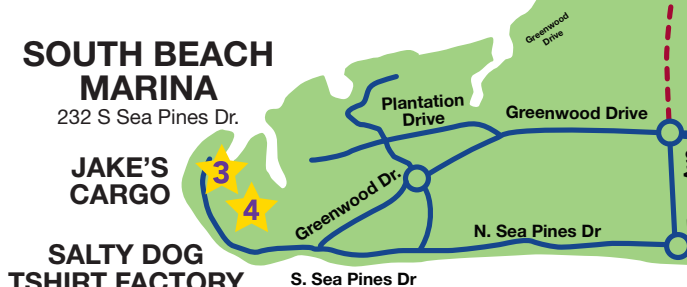 SOUTH BEACH
MARINA
232 S Sea Pines Dr.
JAKE'S
CARGO
SALTY DOG
TSHIRT FACTORY
3
4
Greenwood
Drive
Plantation
Drive
Greenwood Drive
Greenwood Dr.
N. Sea Pines Dr
S. Sea Pines Dr